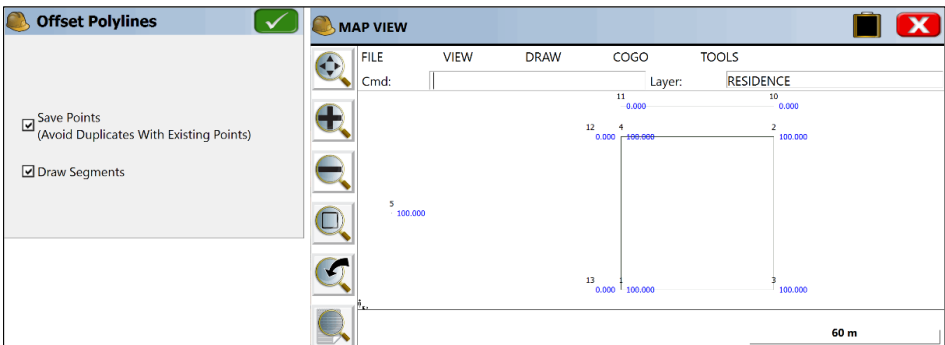 Offset Polylines
Save Points
(Avoid Duplicates With Existing Points)
Draw Segments
MAP VIEW
FILE VIEW DRAW COGO TOOLS
Cmd: Layer: RESIDENCE
11 10
0.000 0.000
12 4 2
0.000 100.000 100.000
5
100.000
13 1 3
0.000 100.000 100.000
60 m